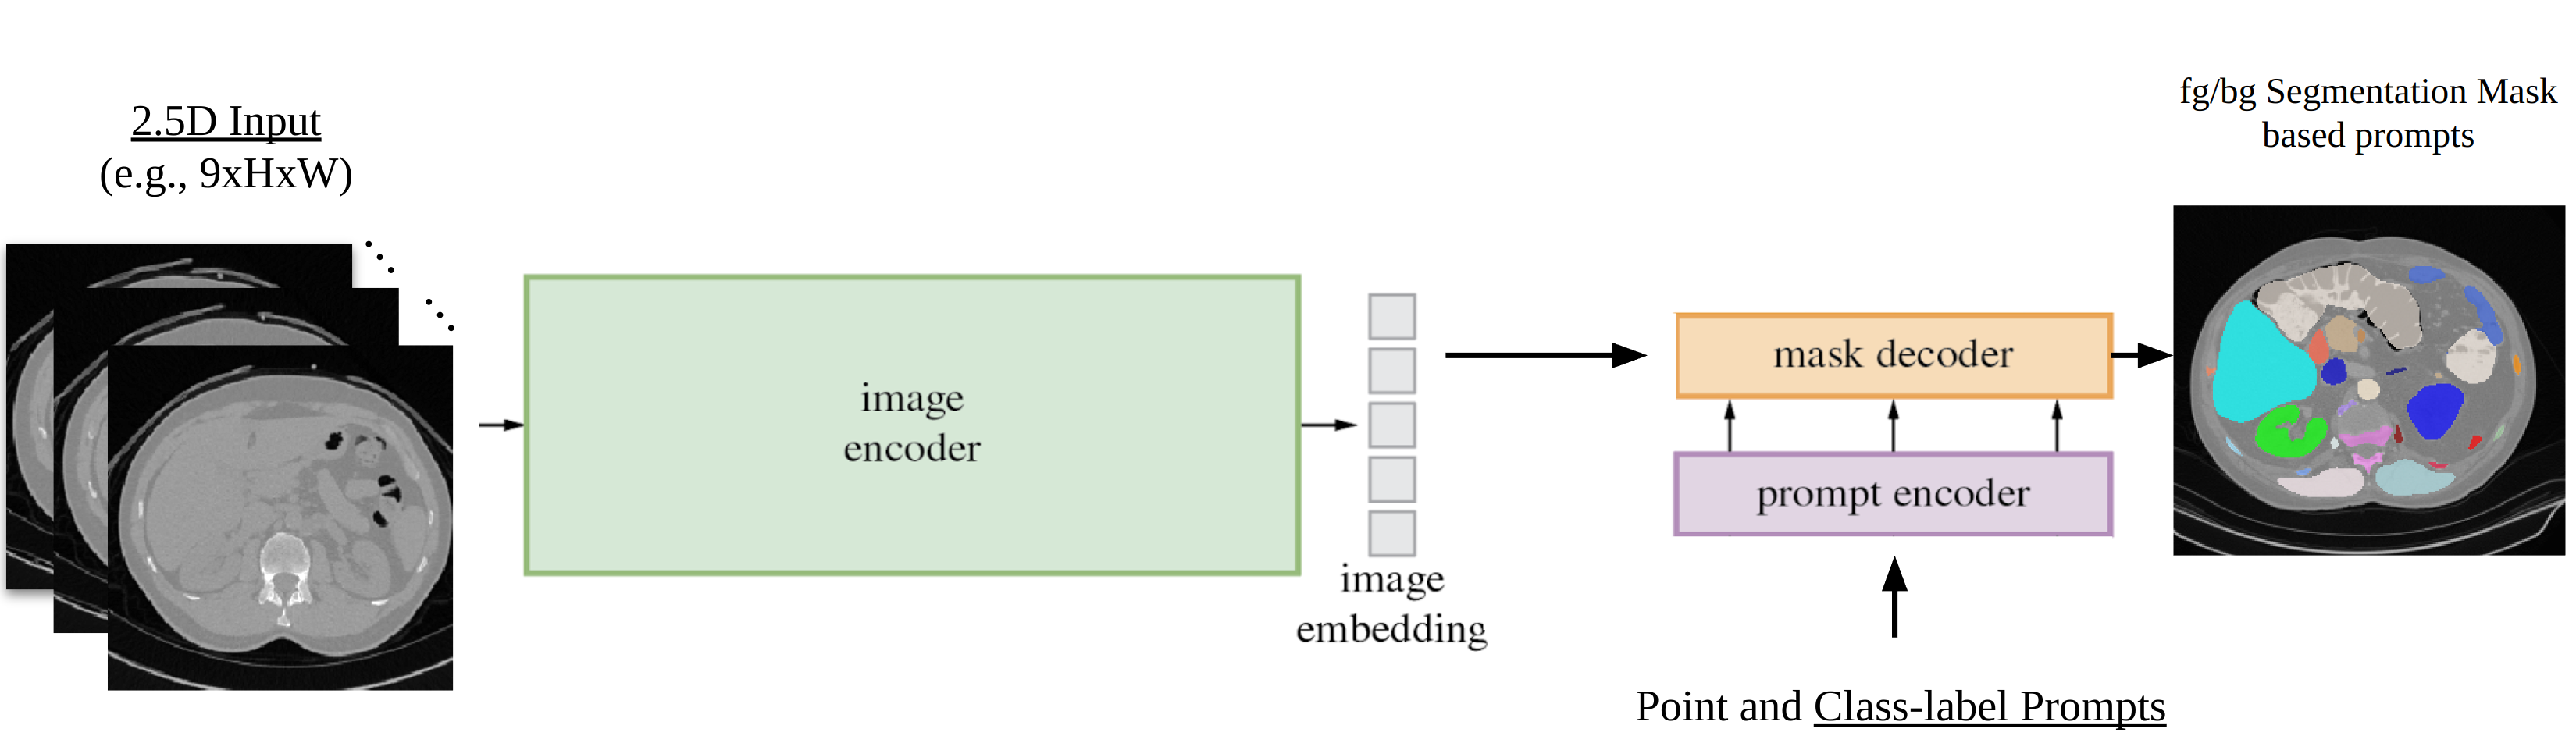 2.5D Input
(e.g., 9xHxW)
image
encoder
image
embedding
mask decoder
prompt encoder
Point and Class-label Prompts
fg/bg Segmentation Mask
based prompts